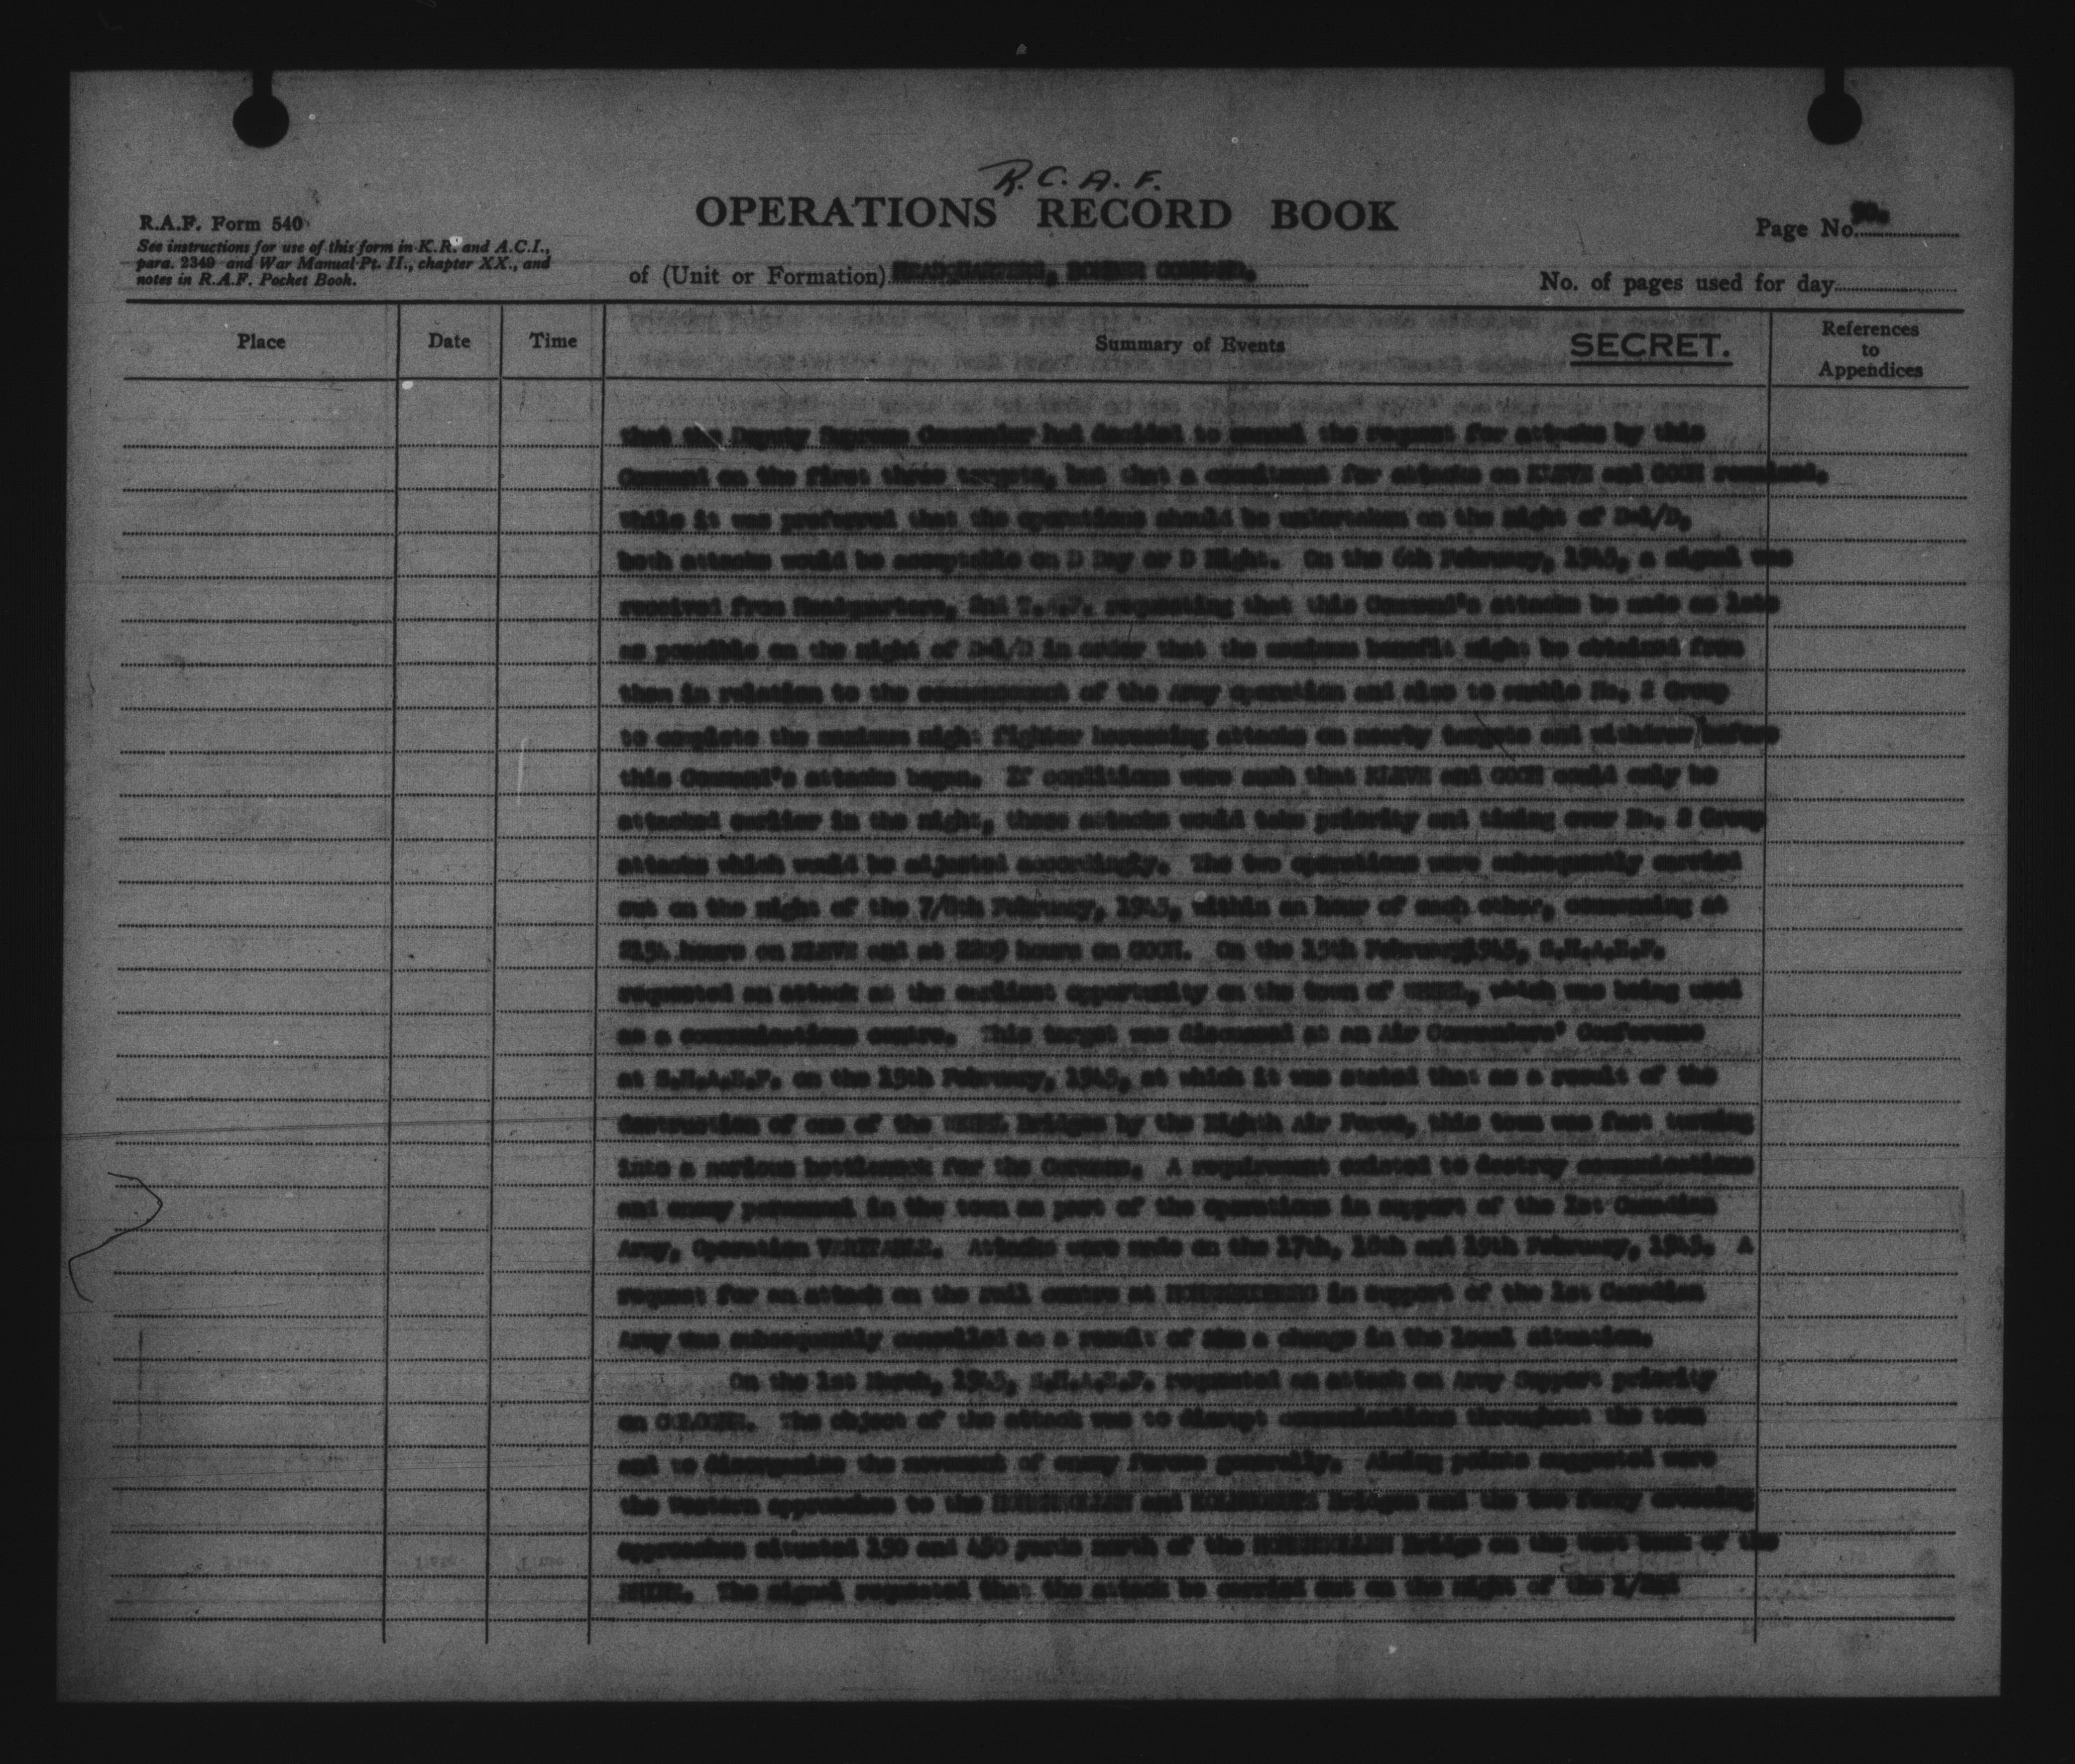 R.C.A.F.
OPERATIONS RECORD BOOK
R.A.F. Form 540
See instructions for use of this form in K.R. and A.C.I.,
para. 2349 and War Manual Pt. II., chapter XX., and
notes in R.A.F. Pocket Book.
Page No. 90.
of (Unit or Formation) HEADQUARTERS, BOMBER COMMAND.
No. of pages used for day
Place Date Time Summary of Events SECRET. References
to
Appendices
that the Deputy Supreme Commander had decided to cancel the request for attacks by this
Command on the first three targets, but that a commitment for attacks on KLEVE and GOCH remained.
While it was preferred that the operations should be undertaken on the night of D-1/D,
both attacks would be acceptable on D Day or D Night. On the 6th February, 1945, a signal was
received from Headquarters, 2nd T.A.F. requesting that this Command's attacks be made as late
as possible on the night of D-1/D in order that the maximum benefit might be obtained from
them in relation to the commencement of the Army operation and also to enable No. 2 Group
to complete the maximum night fighter harassing attacks on nearby targets and withdraw before
this Command's attacks began. If conditions were such that KLEVE and GOCH could only be
attacked earlier in the night, these attacks would take priority and timing over No. 2 Group
attacks which would be adjusted accordingly. The two operations were subsequently carried
out on the night of the 7/8th February, 1945, within an hour of each other, commencing at
hours on KLEVE and at 2209 hours on GOCH. On the 15th February 1945, S.H.A.E.F.
requested an attack at the earliest opportunity on the town of WESEL, which was being used
as a communications centre. This target was discussed at an Air Commanders' Conference
at S.H.A.E.F. on the 15th February, 1945, at which it was stated that as a result of the
destruction of one of the WESEL Bridges by the Eighth Air Force, this town was fast turning
into a serious bottleneck for the Germans. A requirement existed to destroy communications
and enemy personnel in the town as part of the operations in support of the 1st Canadian
Army, Operation VERITABLE. Attacks were made on the 17th, 18th and 19th February, 1945. A
request for an attack on the rail centre at in support of the 1st Canadian
Army was subsequently cancelled as a result of a change in the local situation.
On the 1st March, 1945, S.H.A.E.F. requested an attack on Army Support priority
on COLOGNE. The object of the attack was to disrupt communications throughout the town
and to disorganise the movement of enemy forces generally. Aiming points suggested were
the Western approaches to the HOHENZOLLERN and Bridges and the two ferry crossing
approaches situated 150 and 450 yards north of the HOHENZOLLERN Bridge on the West bank of the
RHINE. The signal requested that the attack be carried out on the night of the 1/2nd